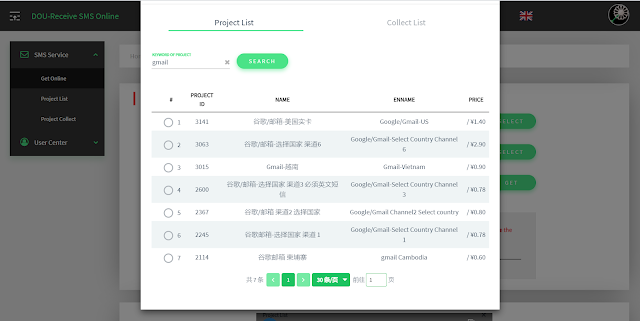 DOU-Receive SMS Online
Project List
Collect List
SMS Service
Get Online
Project List
Project Collect
User Center
KEYWORD OF PROJECT
gmail
SEARCH
# PROJECT ID NAME ENNAME PRICE
1 3141 谷歌/邮箱-美国实卡 Google/Gmail-US / ¥1.40
2 3063 谷歌/邮箱-选择国家 渠道6 Google/Gmail-Select Country Channel 6 / ¥2.90
3 3015 Gmail-越南 Gmail-Vietnam / ¥0.90
4 2600 谷歌/邮箱-选择国家 渠道3 必须英文短信 Google/Gmail-Select Country Channel 3 / ¥0.78
5 2367 谷歌/邮箱 渠道2 选择国家 Google/Gmail Channel2 Select country / ¥0.80
6 2245 谷歌邮箱-选择国家 渠道 1 Google/Gmail-Select Country Channel 1 / ¥0.78
7 2114 谷歌邮箱 柬埔寨 gmail Cambodia / ¥0.60
共 7 条 < 1 > 30 条/页 前往 1 页
SELECT
SELECT
GET